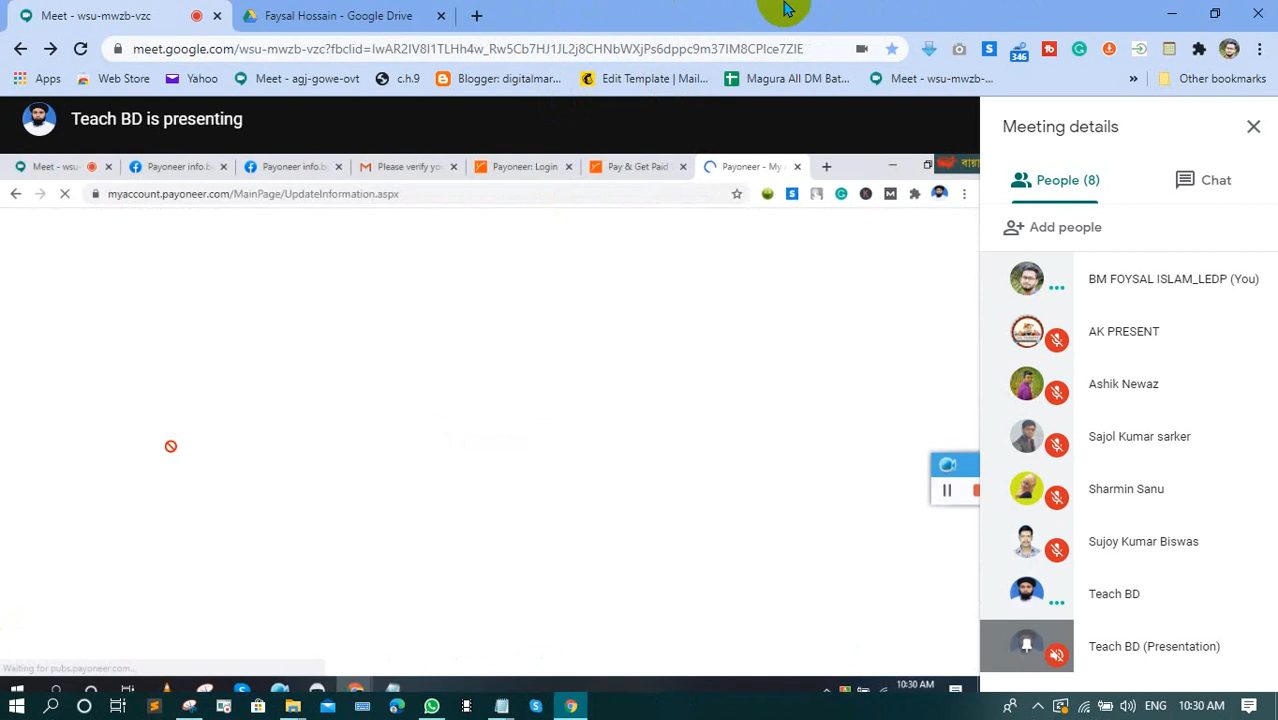 Meet - wsu-mwzb-vzc
Faysal Hossain - Google Drive
meet.google.com/wsu-mwzb-vzc?fbclid=IwAR2IV8I1TLHh4w_Rw5Cb7HJ1JL2j8CHNbWXjPs6dppc9m37IM8CPIce7ZIE
346
Apps
Web Store
Yahoo
Meet - agj-gowe-ovt
c.h.9
Blogger: digitalmar...
Edit Template | Mail...
Magura All DM Bat...
Meet - wsu-mwzb-...
»
Other bookmarks
Teach BD is presenting
Meet - wsu-
Payoneer info.b
Payoneer info.b
Please verify yo
Payoneer: Login
Pay & Get Paid
Payoneer - My
myaccount.payoneer.com/MainPage/Upda
Meeting details
People (8)
Chat
Add people
BM FOYSAL ISLAM_LEDP (You)
AK PRESENT
Ashik Newaz
Sajol Kumar sarker
Sharmin Sanu
Sujoy Kumar Biswas
Teach BD
Teach BD (Presentation)
Waiting for pubs.payoneer.com...
10:30 AM
ENG
10:30 AM